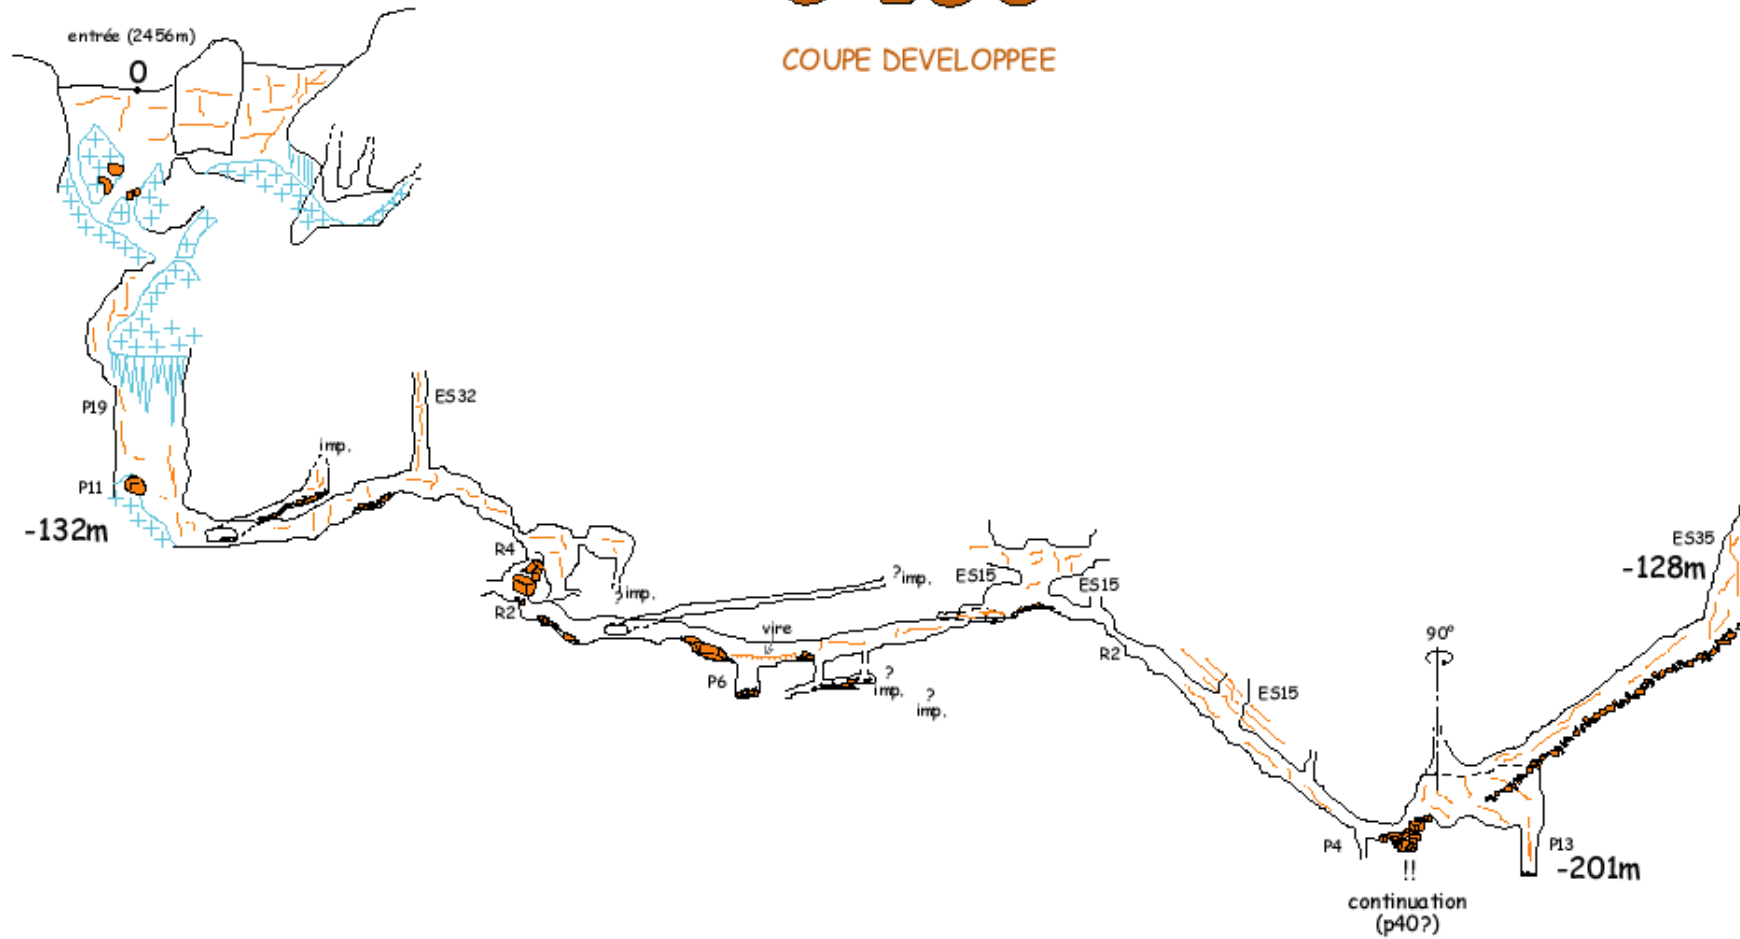 COUPE DEVELOPPEE
entrée (2456m)
0
P19
ES32
imp.
P11
-132m
R4
?imp.
R2
?imp.
vire
P6
?
imp.
?
imp.
ES15
ES15
R2
ES15
ES35
-128m
90°
P4
P13
-201m
!!
continuation
(p40?)